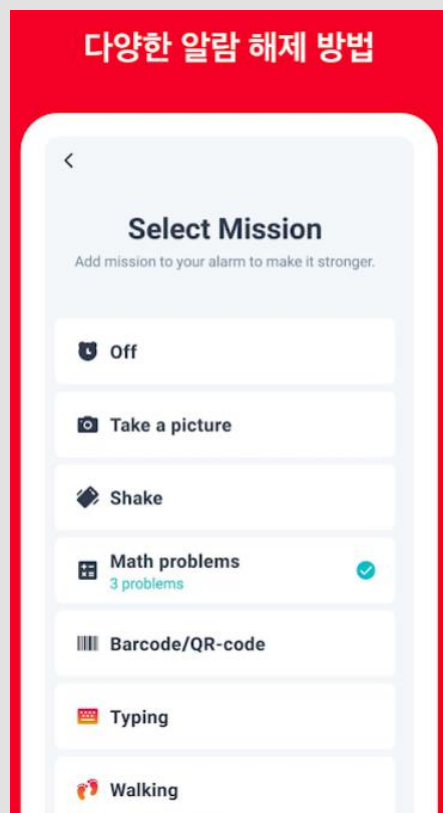 다양한 알람 해제 방법
Select Mission
Add mission to your alarm to make it stronger.
Off
Take a picture
Shake
Math problems
3 problems
Barcode/QR-code
Typing
Walking